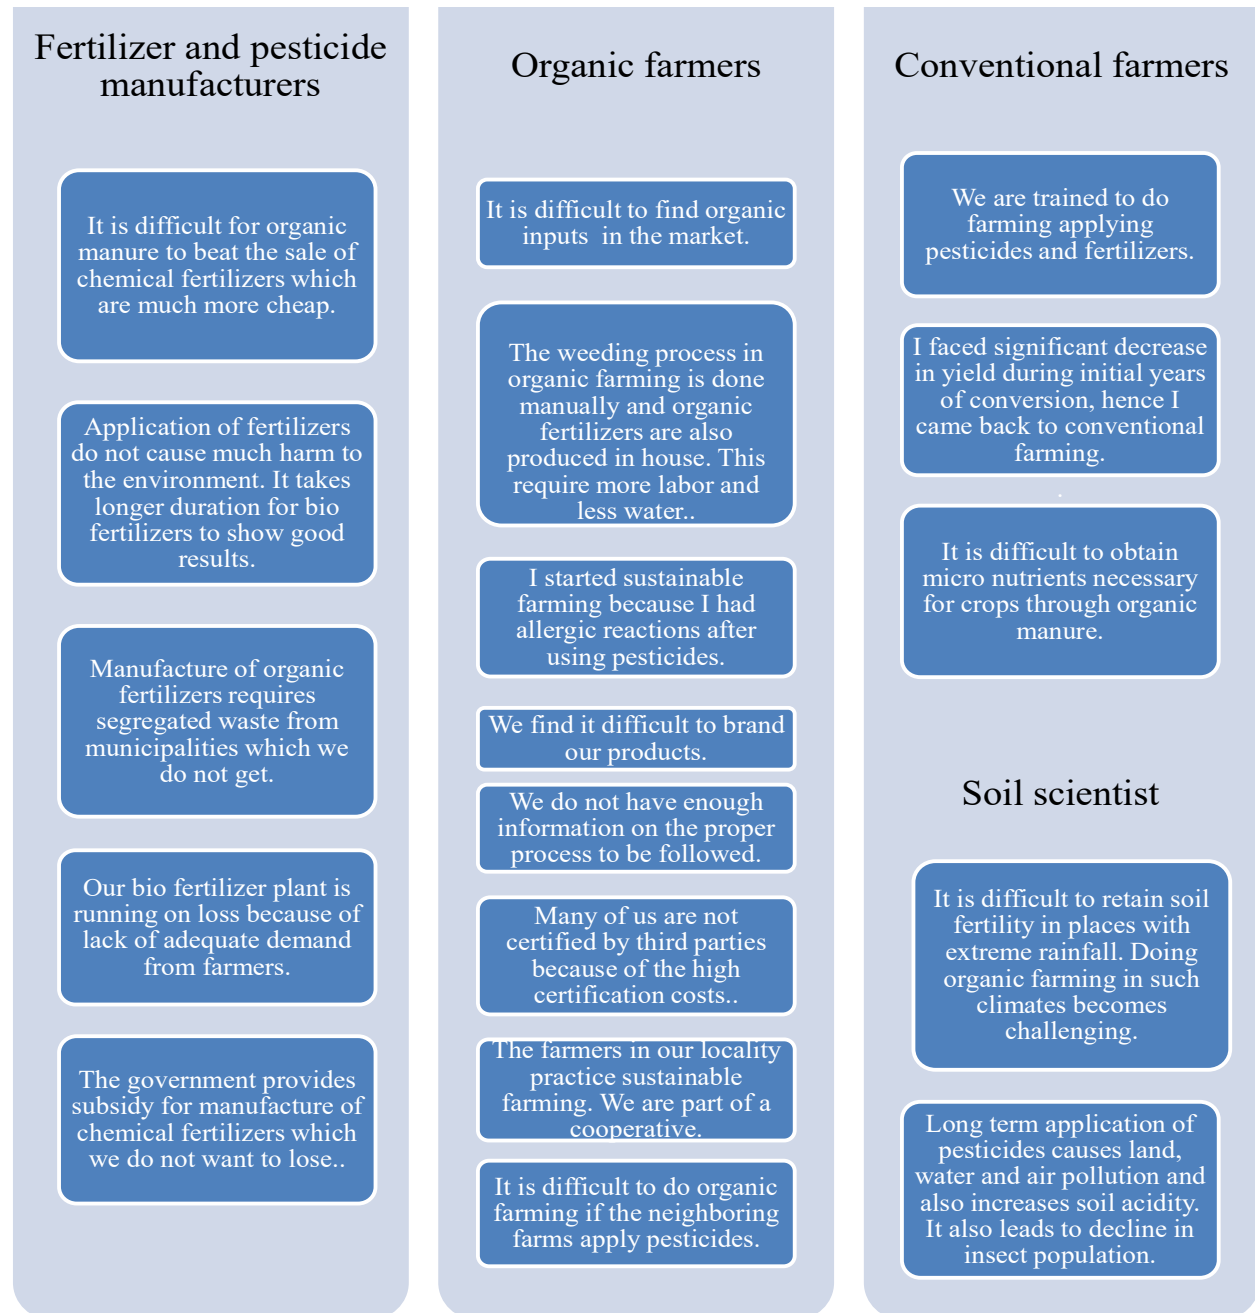 Fertilizer and pesticide
manufacturers
It is difficult for organic
manure to beat the sale of
chemical fertilizers which
are much more cheap.
Application of fertilizers
do not cause much harm to
the environment. It takes
longer duration for bio
fertilizers to show good
results.
Manufacture of organic
fertilizers requires
segregated waste from
municipalities which we
do not get.
Our bio fertilizer plant is
running on loss because of
lack of adequate demand
from farmers.
The government provides
subsidy for manufacture of
chemical fertilizers which
we do not want to lose..
Organic farmers
It is difficult to find organic
inputs in the market.
The weeding process in
organic farming is done
manually and organic
fertilizers are also
produced in house. This
require more labor and
less water..
I started sustainable
farming because I had
allergic reactions after
using pesticides.
We find it difficult to brand
our products.
We do not have enough
information on the proper
process to be followed.
Many of us are not
certified by third parties
because of the high
certification costs..
The farmers in our locality
practice sustainable
farming. We are part of a
cooperative.
It is difficult to do organic
farming if the neighboring
farms apply pesticides.
Conventional farmers
We are trained to do
farming applying
pesticides and fertilizers.
I faced significant decrease
in yield during initial years
of conversion, hence I
came back to conventional
farming.
.
It is difficult to obtain
micro nutrients necessary
for crops through organic
manure.
Soil scientist
It is difficult to retain soil
fertility in places with
extreme rainfall. Doing
organic farming in such
climates becomes
challenging.
Long term application of
pesticides causes land,
water and air pollution and
also increases soil acidity.
It also leads to decline in
insect population.